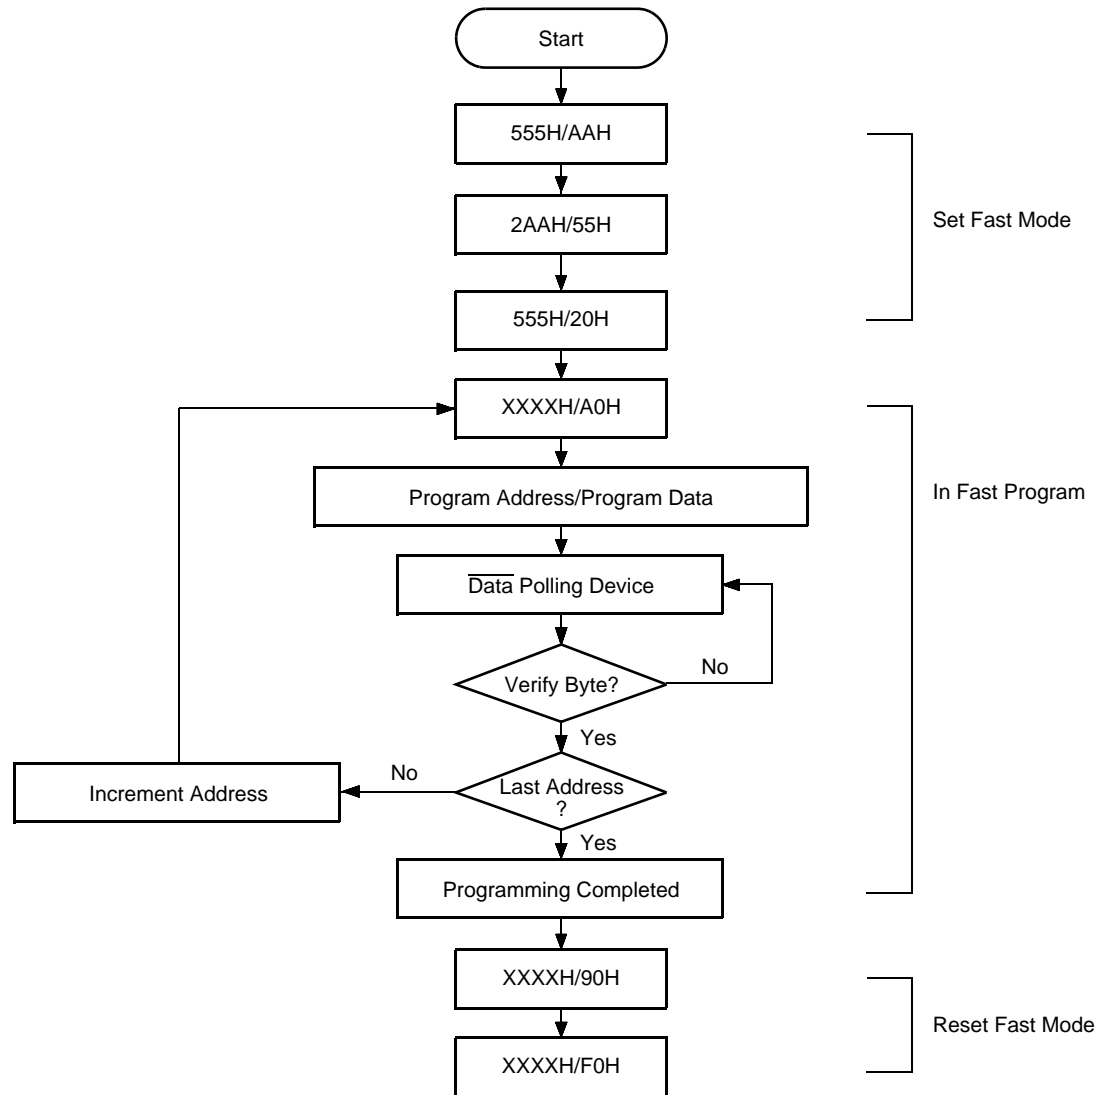 Start
555H/AAH
2AAH/55H
Set Fast Mode
555H/20H
XXXXH/A0H
Program Address/Program Data
In Fast Program
Data Polling Device
Verify Byte?
No
Yes
Last Address
?
No
Increment Address
Yes
Programming Completed
XXXXH/90H
Reset Fast Mode
XXXXH/F0H